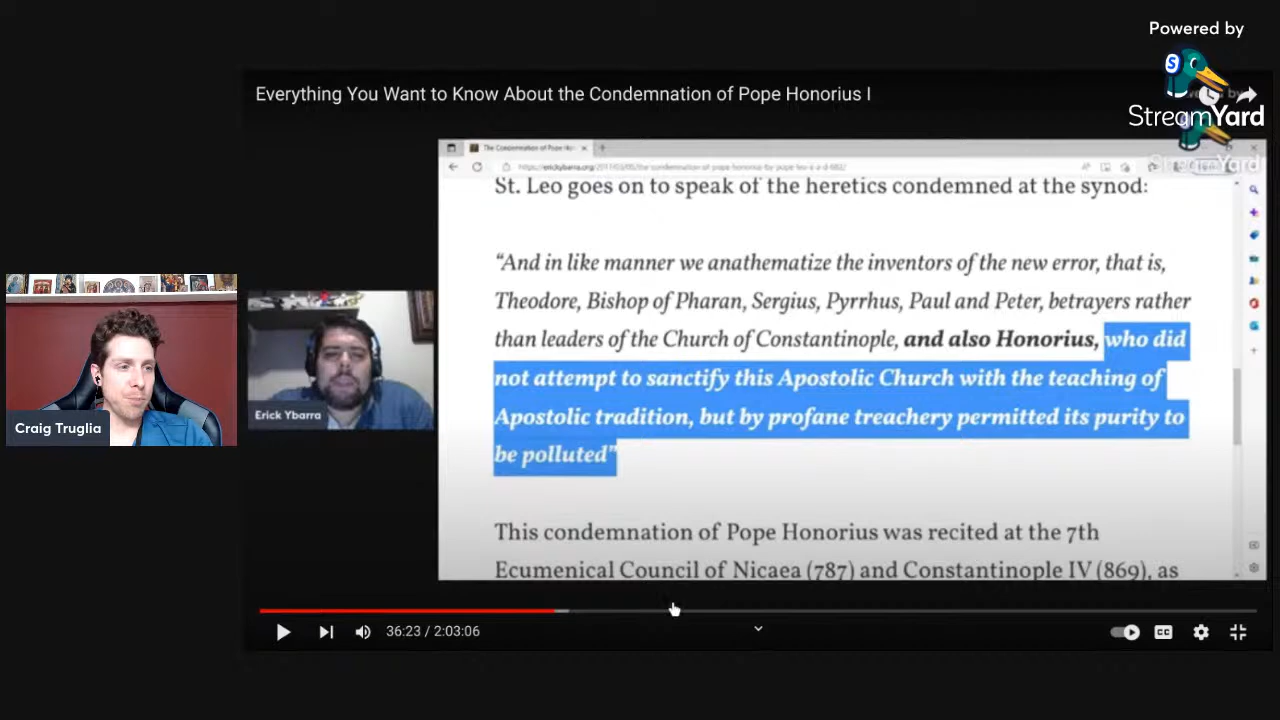 Powered by
StreamYard
Everything You Want to Know About the Condemnation of Pope Honorius I
The Condemnation of Pope Ho
St. Leo goes on to speak of the heretics condemned at the synod:
“And in like manner we anathematize the inventors of the new error, that is,
Theodore, Bishop of Pharan, Sergius, Pyrrhus, Paul and Peter, betrayers rather
than leaders of the Church of Constantinople, and also Honorius, who did
not attempt to sanctify this Apostolic Church with the teaching of
Apostolic tradition, but by profane treachery permitted its purity to
be polluted”
This condemnation of Pope Honorius was recited at the 7th
Ecumenical Council of Nicaea (787) and Constantinople IV (869), as
Craig Truglia
Erick Ybarra
36:23 / 2:03:06
CC